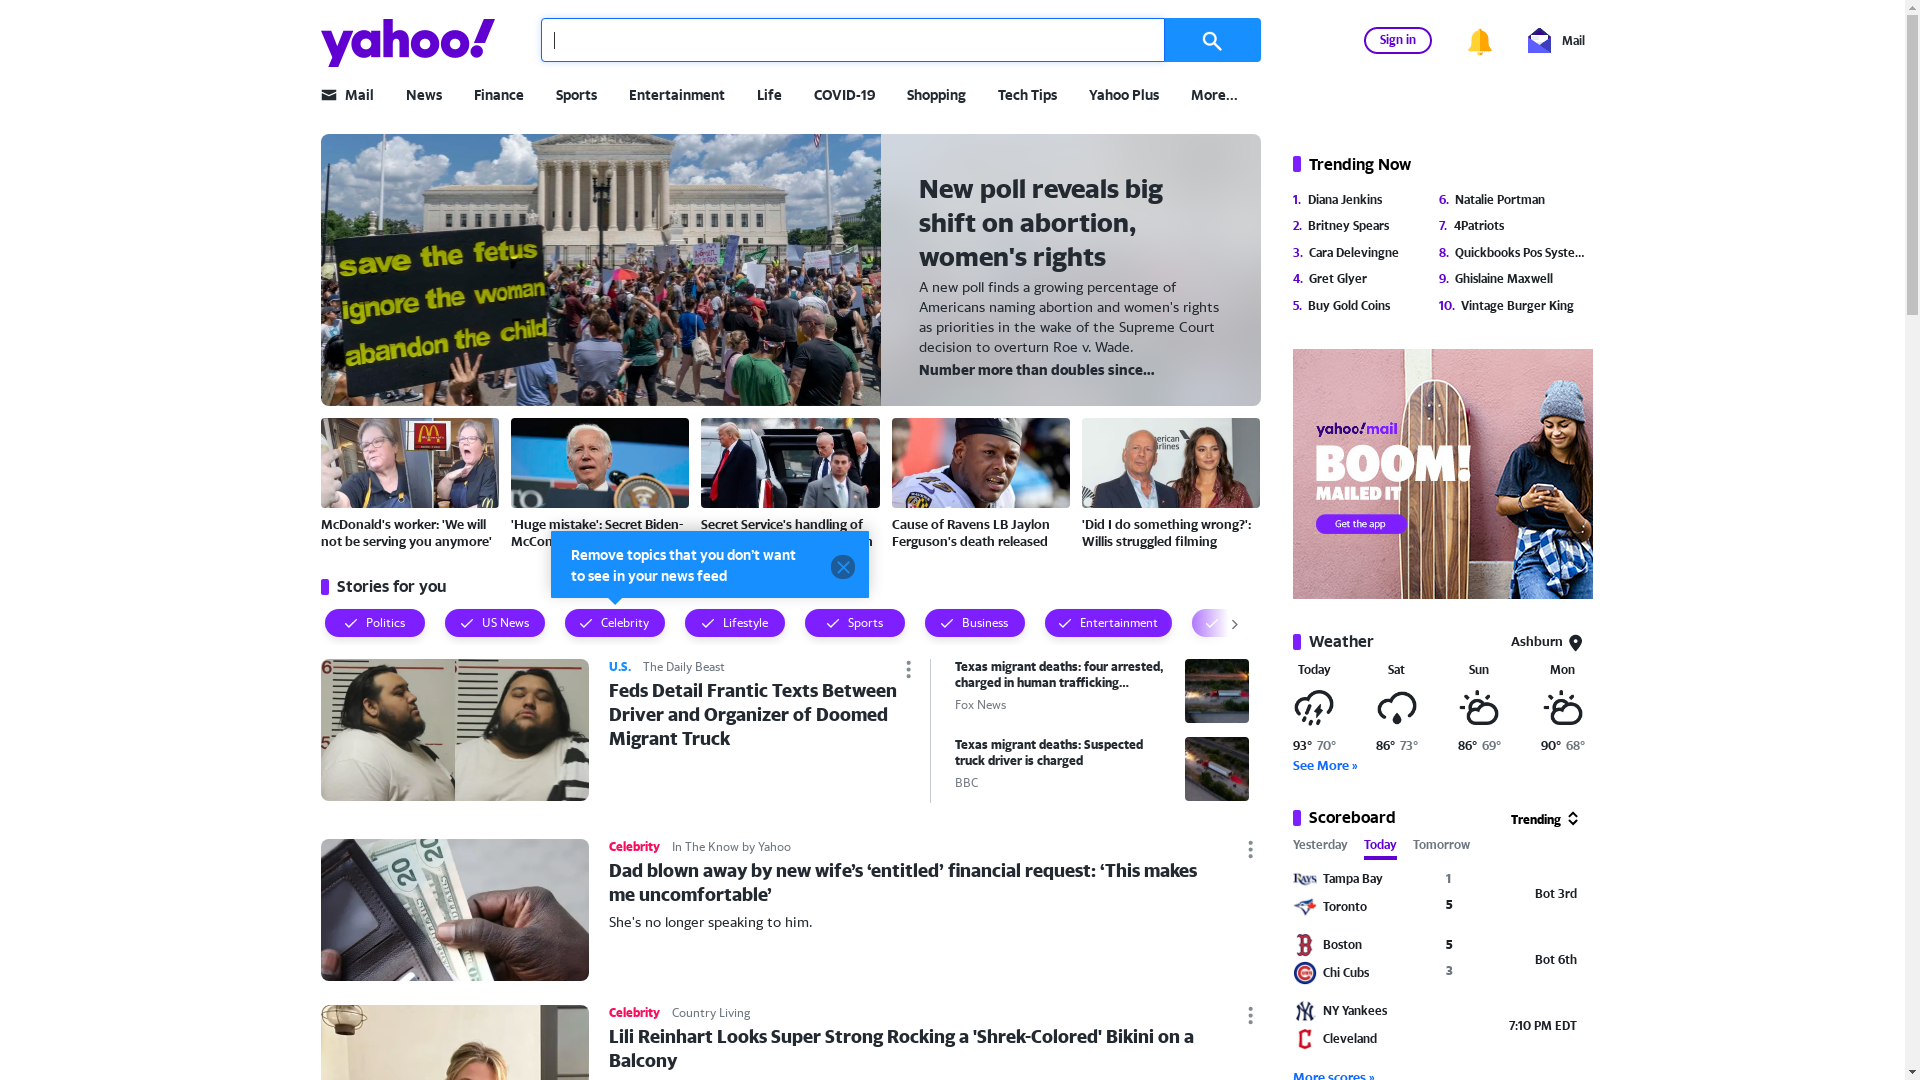 yahoo!
Sign in
Mail
Mail
News
Finance
Sports
Entertainment
Life
COVID-19
Shopping
Tech Tips
Yahoo Plus
More...
save the fetus
ignore the woman
abandon the child
New poll reveals big
shift on abortion,
women's rights
A new poll finds a growing percentage of
Americans naming abortion and women's rights
as priorities in the wake of the Supreme Court
decision to overturn Roe v. Wade.
Number more than doubles since...
McDonald's worker: 'We will
not be serving you anymore'
'Huge mistake': Secret Biden-
McCon
Secret Service's handling of
Cause of Ravens LB Jaylon
Ferguson's death released
'Did I do something wrong?':
Willis struggled filming
Remove topics that you don't want
to see in your news feed
Stories for you
Politics
US News
Celebrity
Lifestyle
Sports
Business
Entertainment
U.S.
The Daily Beast
Feds Detail Frantic Texts Between
Driver and Organizer of Doomed
Migrant Truck
Texas migrant deaths: four arrested,
charged in human trafficking...
Fox News
Texas migrant deaths: Suspected
truck driver is charged
BBC
Celebrity
In The Know by Yahoo
Dad blown away by new wife’s ‘entitled’ financial request: ‘This makes
me uncomfortable’
She's no longer speaking to him.
Celebrity
Country Living
Lili Reinhart Looks Super Strong Rocking a 'Shrek-Colored' Bikini on a
Balcony
Trending Now
1. Diana Jenkins
2. Britney Spears
3. Cara Delevingne
4. Gret Glyer
5. Buy Gold Coins
6. Natalie Portman
7. 4Patriots
8. Quickbooks Pos Syste...
9. Ghislaine Maxwell
10. Vintage Burger King
yahoo!mail
BOOM!
MAILED IT
Get the app
Weather
Ashburn
Today
Sat
Sun
Mon
93° 70°
86° 73°
86° 69°
90° 68°
See More »
Scoreboard
Trending
Yesterday
Today
Tomorrow
Tampa Bay 1
Toronto 5
Bot 3rd
Boston 5
Chi Cubs 3
Bot 6th
NY Yankees
Cleveland
7:10 PM EDT
More scores »